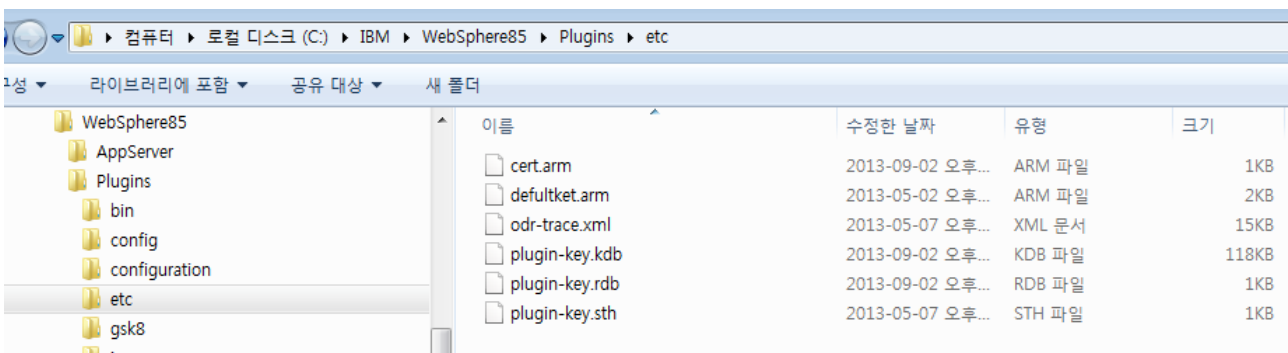 컴퓨터 ▸ 로컬 디스크 (C:) ▸ IBM ▸ WebSphere85 ▸ Plugins ▸ etc
라이브러리에 포함 공유 대상 새 폴더
WebSphere85
AppServer
Plugins
bin
config
configuration
etc
gsk8
이름 수정한 날짜 유형 크기
cert.arm 2013-09-02 오후... ARM 파일 1KB
defultket.arm 2013-05-02 오후... ARM 파일 2KB
odr-trace.xml 2013-05-07 오후... XML 문서 15KB
plugin-key.kdb 2013-09-02 오후... KDB 파일 118KB
plugin-key.rdb 2013-09-02 오후... RDB 파일 1KB
plugin-key.sth 2013-05-07 오후... STH 파일 1KB